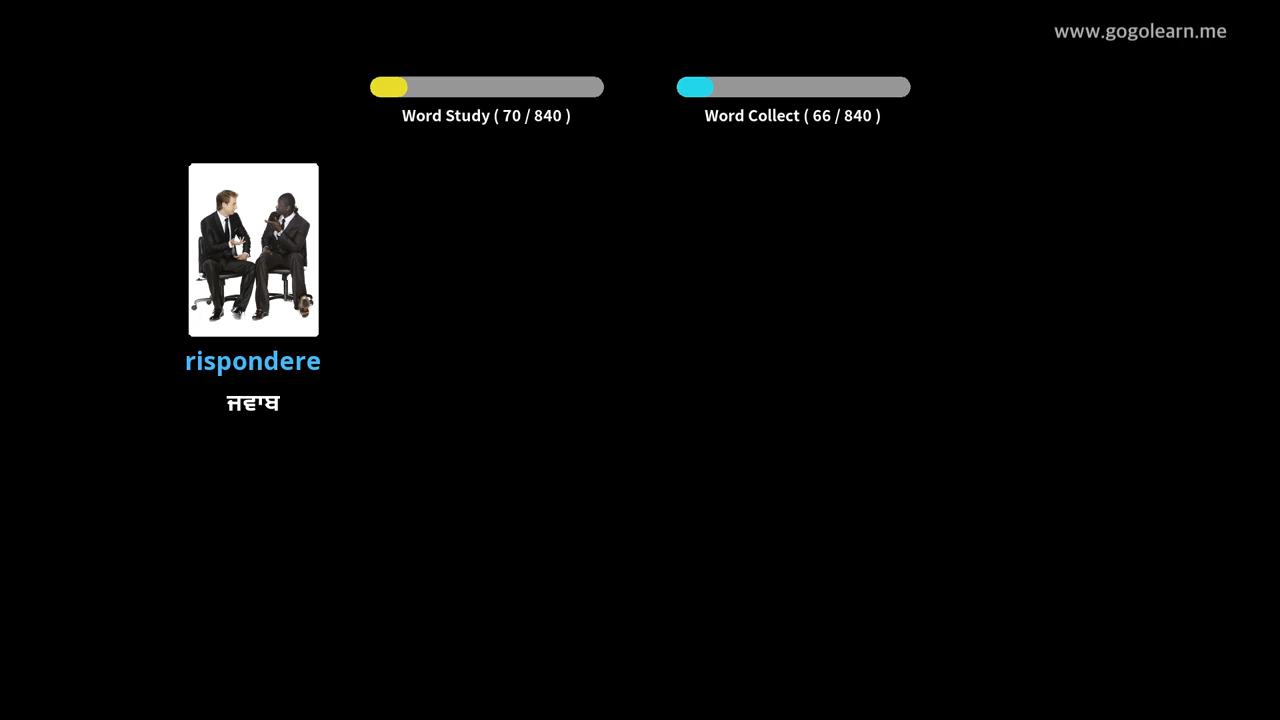 www.gogolearn.me
Word Study ( 70 / 840 )
Word Collect ( 66 / 840 )
rispondere
ਜਵਾਬ